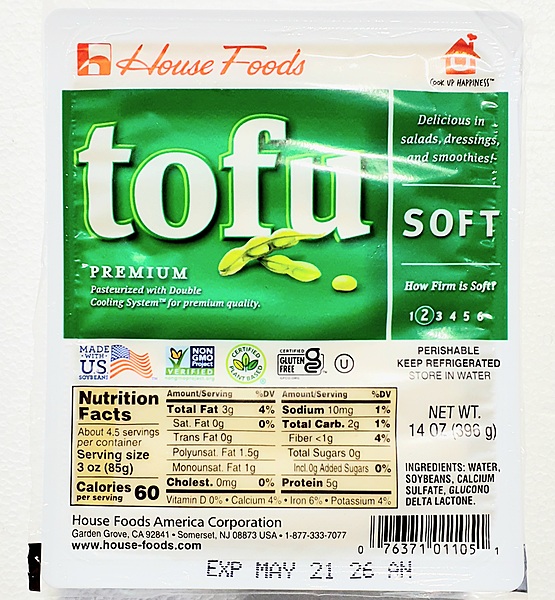 House Foods
COOK UP HAPPINESS™
tofu
PREMIUM
Pasteurized with Double
Cooling System™ for premium quality.
Delicious in
salads, dressings,
and smoothies!
SOFT
How Firm is Soft?
1 2 3 4 5 6
MADE
WITH
US
SOYBEANS
NON
GMO
Project
VERIFIED
CERTIFIED
PLANT BASED
CERTIFIED
GLUTEN
FREE
U
PERISHABLE
KEEP REFRIGERATED
STORE IN WATER
Nutrition
Facts
About 4.5 servings
per container
Serving size
3 oz (85g)
Calories 60
per serving
Amount/Serving %DV
Total Fat 3g 4%
Sat. Fat 0g 0%
Trans Fat 0g
Polyunsat. Fat 1.5g
Monounsat. Fat 1g
Cholest. 0mg 0%
Amount/Serving %DV
Sodium 10mg 1%
Total Carb. 2g 1%
Fiber <1g 4%
Total Sugars 0g
Incl. 0g Added Sugars 0%
Protein 5g
Vitamin D 0% • Calcium 4% • Iron 6% • Potassium 4%
NET WT.
14 OZ (396 g)
INGREDIENTS: WATER,
SOYBEANS, CALCIUM
SULFATE, GLUCONO
DELTA LACTONE.
House Foods America Corporation
Garden Grove, CA 92841 • Somerset, NJ 08873 USA • 1-877-333-7077
www.house-foods.com
0 76371 01105 1
EXP MAY 21 26 AM